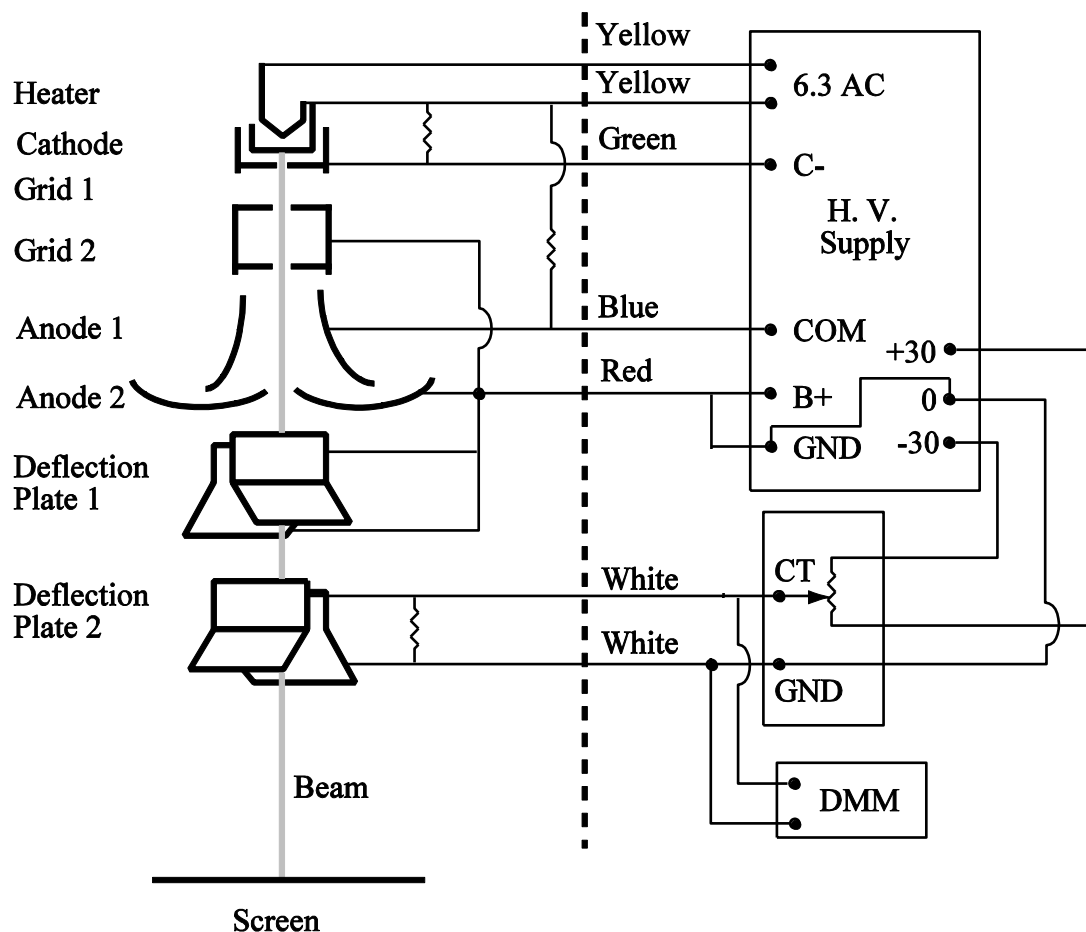 Yellow
6.3 AC
Heater
Yellow
Cathode
Green
C-
Grid 1
H. V.
Supply
Grid 2
Anode 1
Blue
COM
+30
Anode 2
Red
B+
0
GND
-30
Deflection
Plate 1
CT
Deflection
Plate 2
White
White
GND
Beam
DMM
Screen